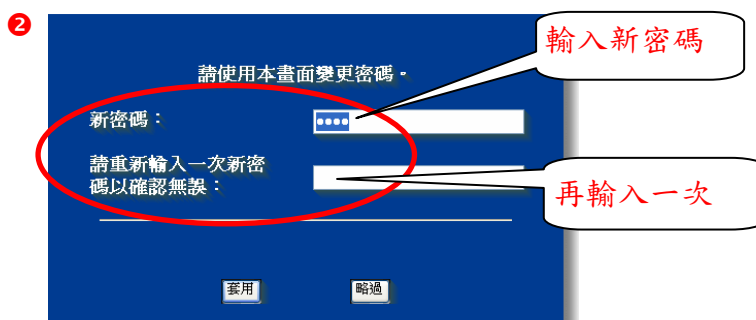 ❷
輸入新密碼
請使用本畫面變更密碼。
新密碼：
••••
請重新輸入一次新密
碼以確認無誤：
再輸入一次
套用
略過